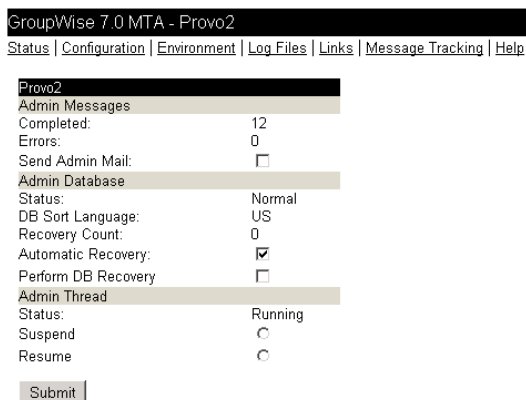 GroupWise 7.0 MTA - Provo2
Status | Configuration | Environment | Log Files | Links | Message Tracking | Help
Provo2
Admin Messages
Completed: 12
Errors: 0
Send Admin Mail:
Admin Database
Status: Normal
DB Sort Language: US
Recovery Count: 0
Automatic Recovery:
Perform DB Recovery
Admin Thread
Status: Running
Suspend
Resume
Submit